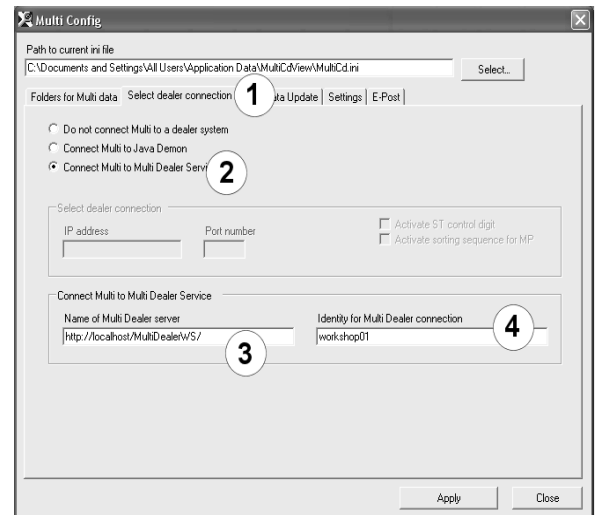 Multi Config
Path to current ini file
C:\Documents and Settings\All Users\Application Data\MultiCdView\MultiCd.ini
Select...
Folders for Multi data Select dealer connection 1 ta Update Settings E-Post
Do not connect Multi to a dealer system
Connect Multi to Java Demon
Connect Multi to Multi Dealer Servi 2
Select dealer connection
IP address Port number Activate ST control digit
Activate sorting sequence for MP
Connect Multi to Multi Dealer Service
Name of Multi Dealer server Identity for Multi Dealer connection 4
http://localhost/MultiDealerWS/ workshop01
3
Apply Close